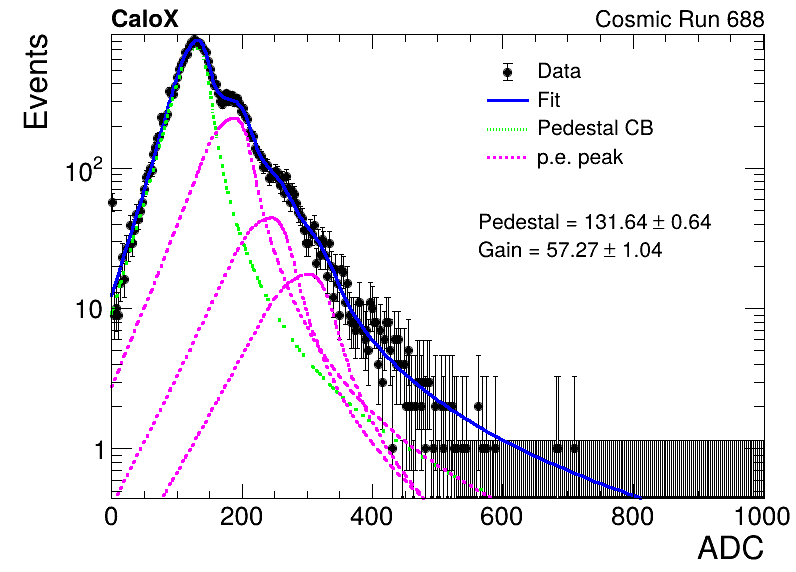 CaloX Cosmic Run 688
Events
Data
Fit
Pedestal CB
p.e. peak
Pedestal = 131.64 ± 0.64
Gain = 57.27 ± 1.04
10²
10
1
0 200 400 600 800 1000
ADC